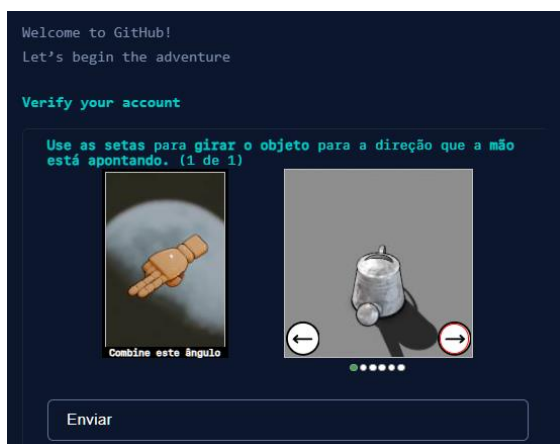 Welcome to GitHub!
Let’s begin the adventure
Verify your account
Use as setas para girar o objeto para a direção que a mão
está apontando. (1 de 1)
Combine este ângulo
Enviar